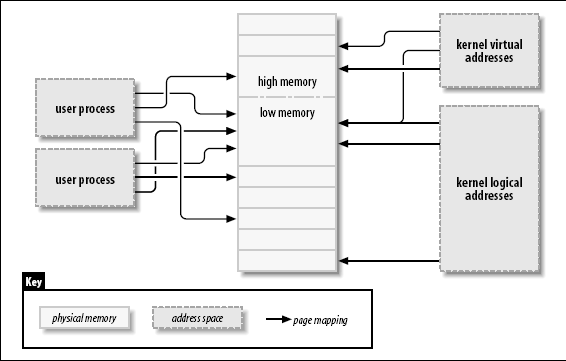 kernel virtual
addresses
high memory
user process
low memory
user process
kernel logical
addresses
Key
physical memory
address space
page mapping